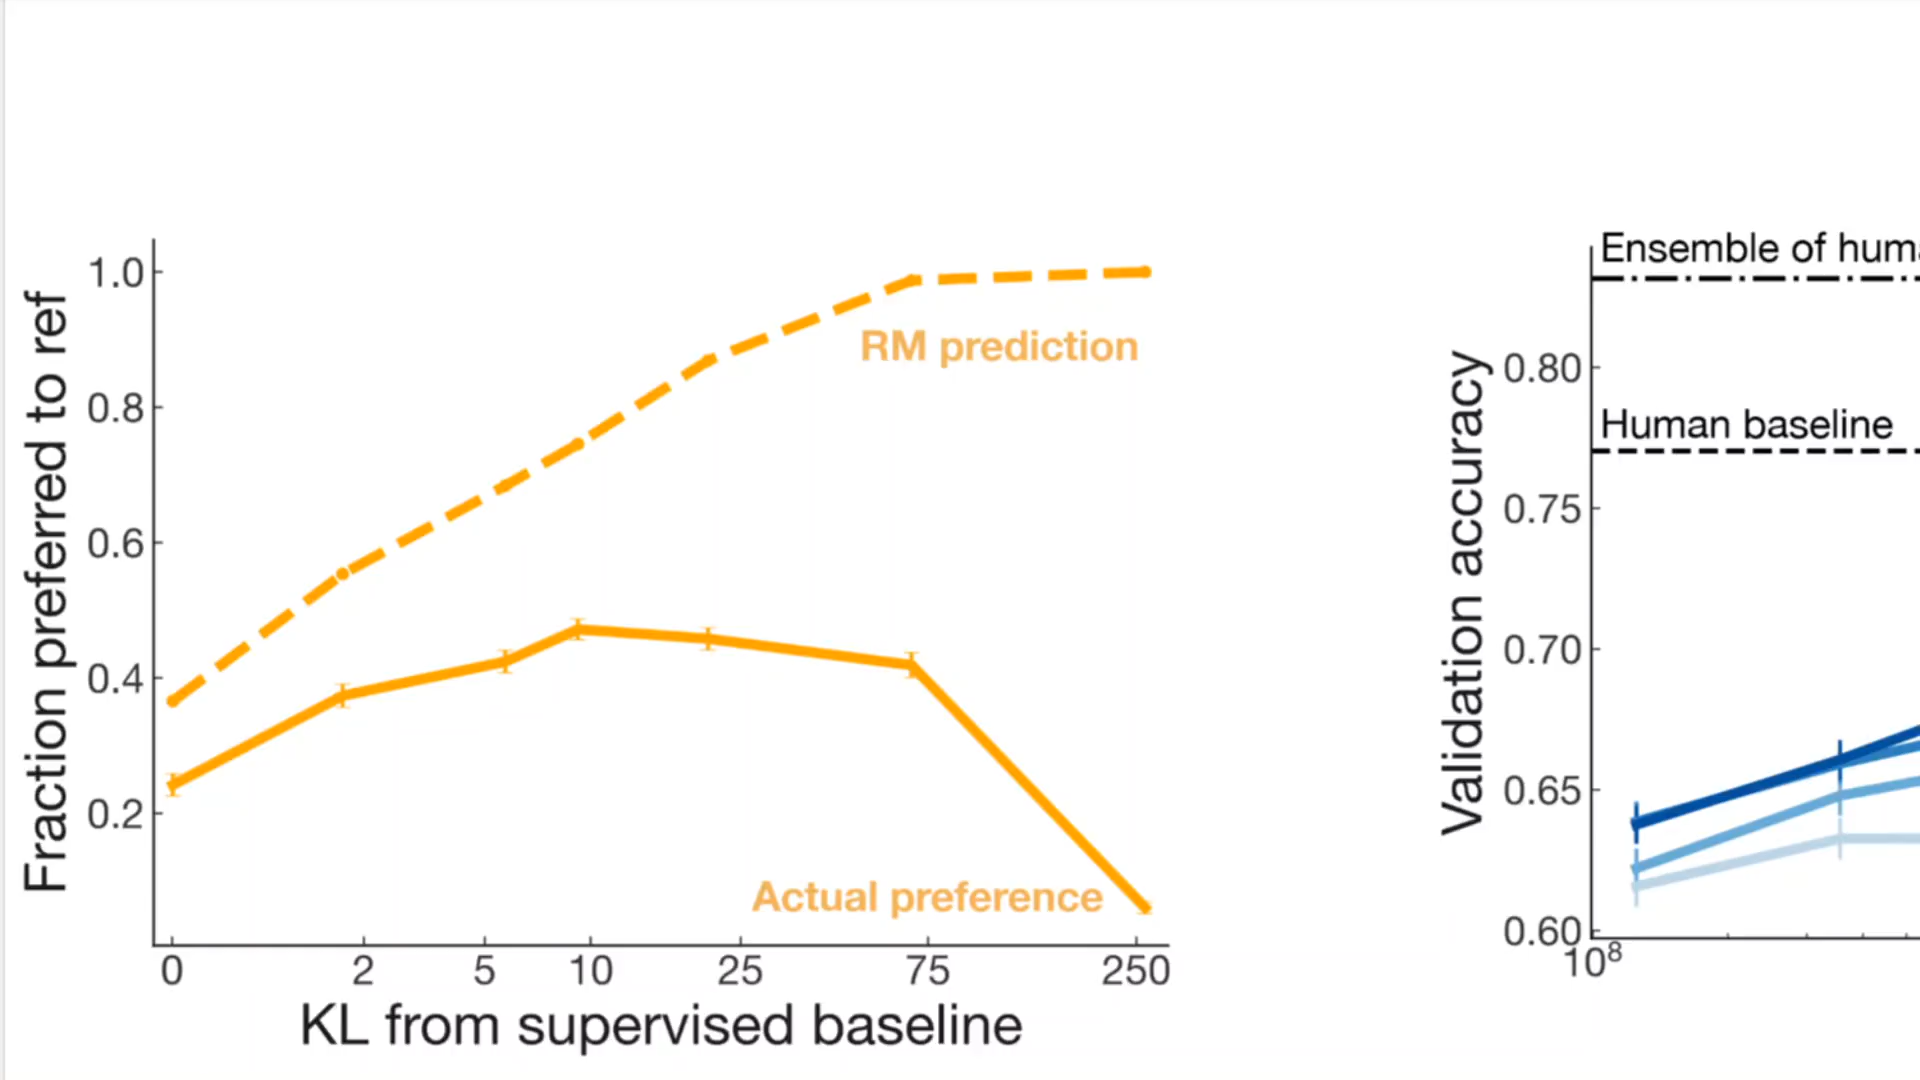 Fraction preferred to ref
1.0
0.8
0.6
0.4
0.2
RM prediction
Actual preference
0 2 5 10 25 75 250
KL from supervised baseline
Validation accuracy
Ensemble of
Human baseline
0.80
0.75
0.70
0.65
0.60
10⁸